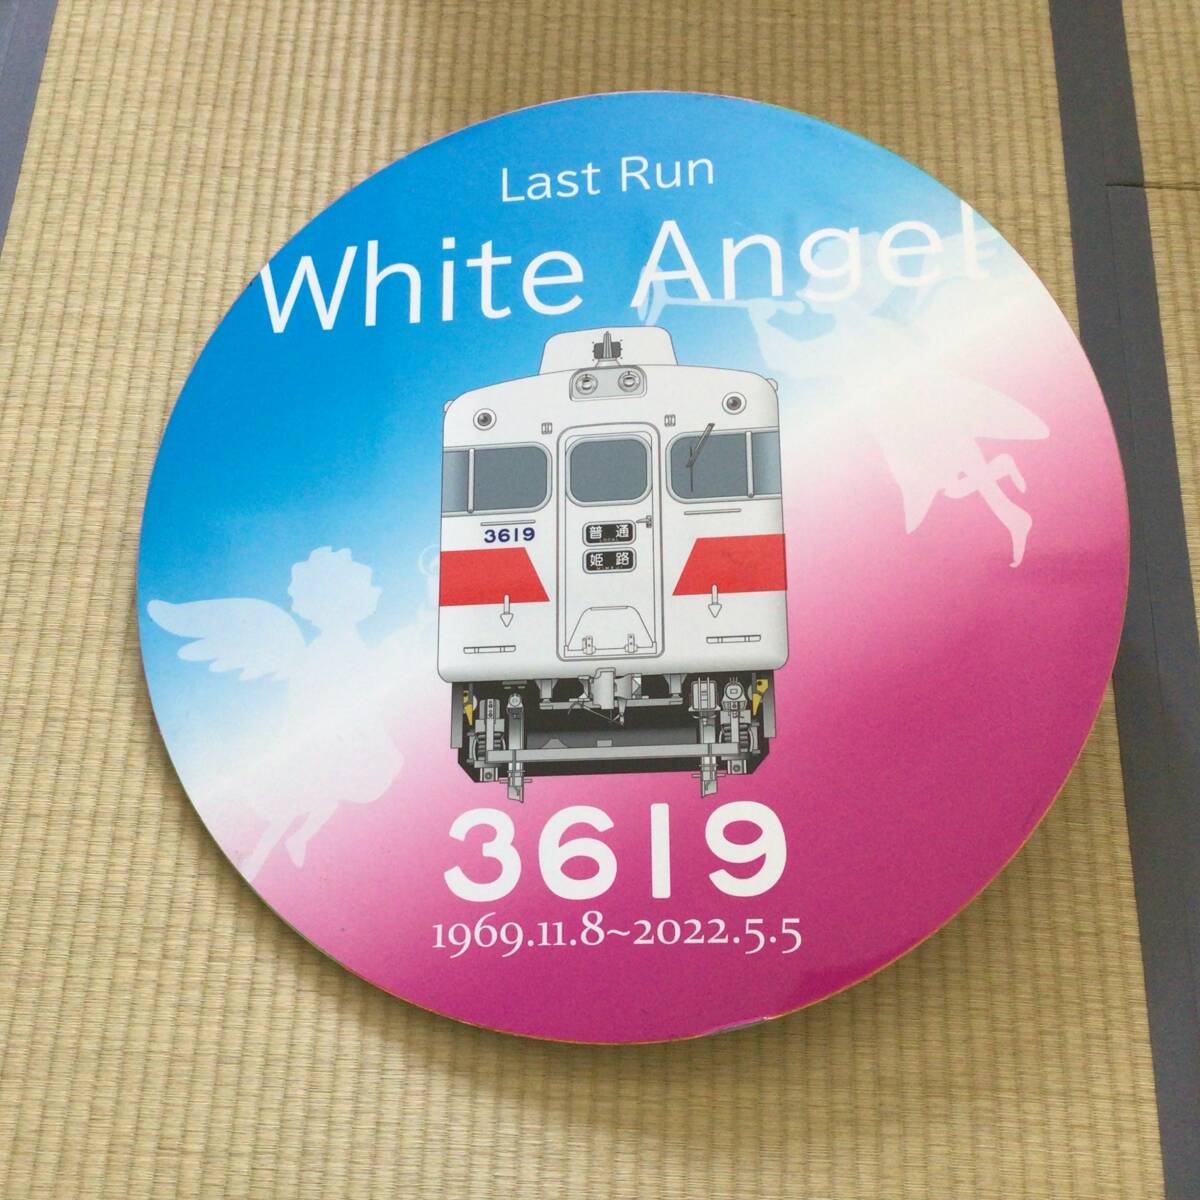 Last Run
White Angel
3619
普通
姫路
3619
1969.11.8~2022.5.5